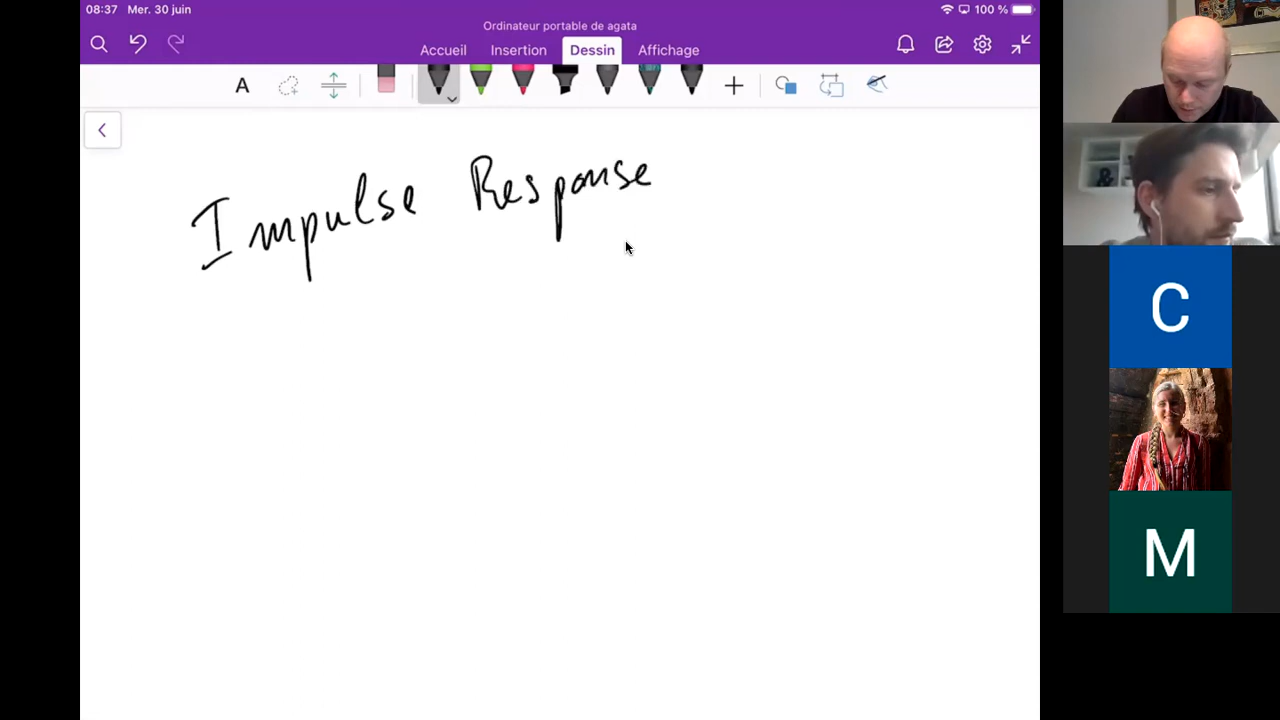 08:37 Mer. 30 juin
100 %
Ordinateur portable de agata
Accueil Insertion Dessin Affichage
A
Impulse Response
C
M